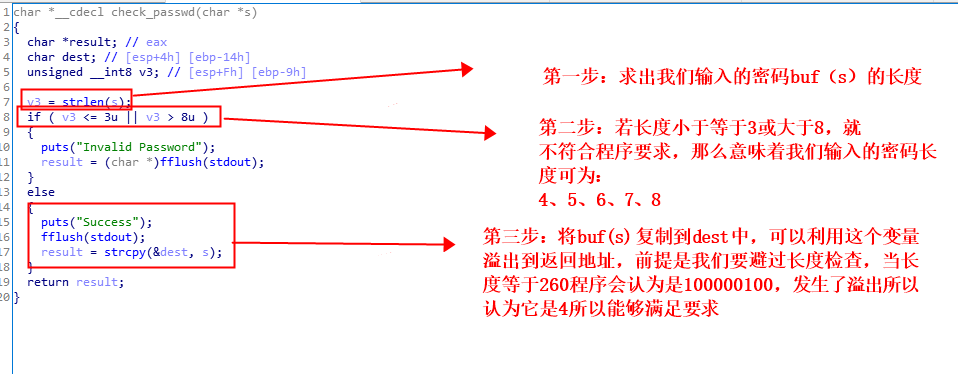 1 char *__cdecl check_passwd(char *s)
2 {
3 char *result; // eax
4 char dest; // [esp+4h] [ebp-14h]
5 unsigned __int8 v3; // [esp+Fh] [ebp-9h]
6
7 v3 = strlen(s);
8 if ( v3 <= 3u || v3 > 8u )
9 {
10 puts("Invalid Password");
11 result = (char *)fflush(stdout);
12 }
13 else
14 {
15 puts("Success");
16 fflush(stdout);
17 result = strcpy(&dest, s);
18 }
19 return result;
20 }
第一步：求出我们输入的密码buf（s）的长度
第二步：若长度小于等于3或大于8，就
不符合程序要求，那么意味着我们输入的密码长
度可为：
4、5、6、7、8
第三步：将buf(s)复制到dest中，可以利用这个变量
溢出到返回地址，前提是我们要避过长度检查，当长
度等于260程序会认为是100000100，发生了溢出所以
认为它是4所以能够满足要求